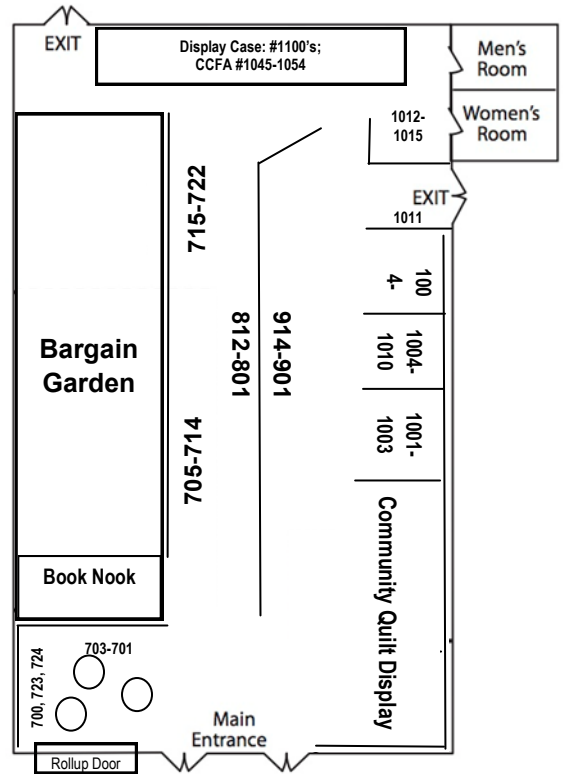 EXIT
Display Case: #1100's;
CCFA #1045-1054
Men's
Room
Women's
Room
1012-
1015
EXIT
1011
715-722
100
4-
812-801
914-901
1004-
1010
Bargain
Garden
1001-
1003
705-714
Community Quilt Display
Book Nook
703-701
700, 723, 724
Main
Entrance
Rollup Door